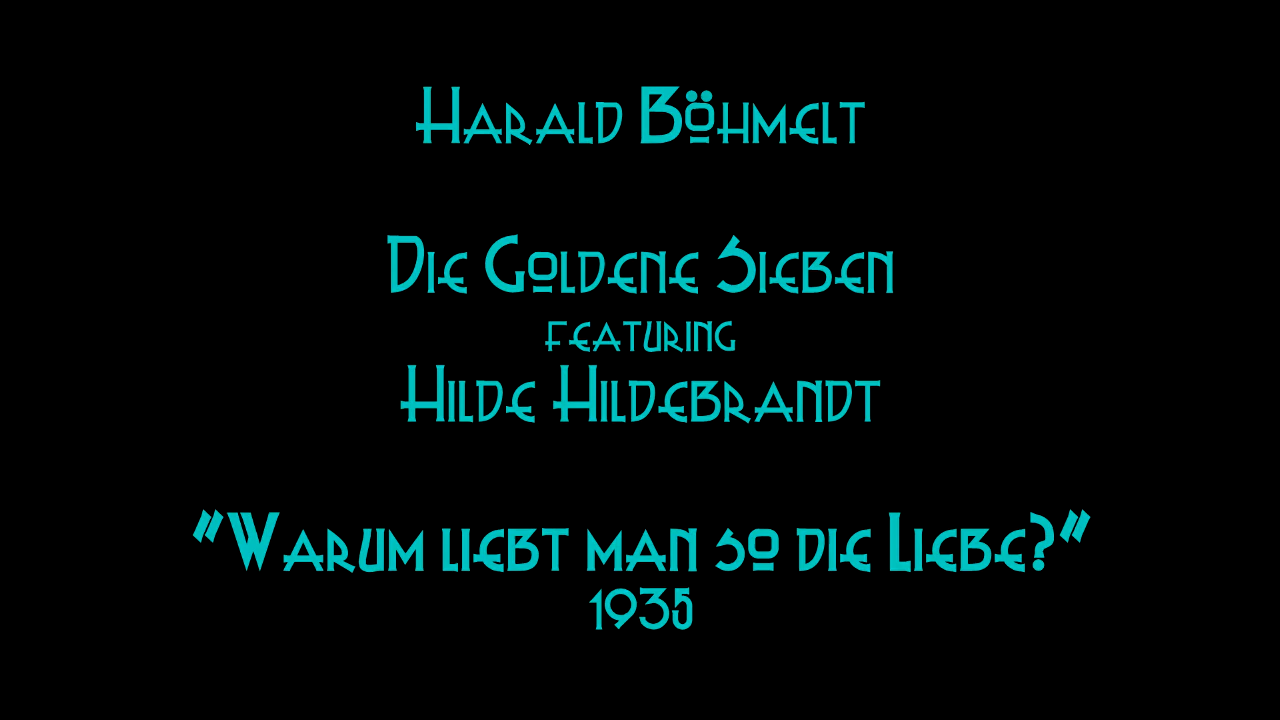 Harald Böhmelt
Die Goldene Sieben
featuring
Hilde Hildebrandt
"Warum liebt man so die Liebe?"
1935